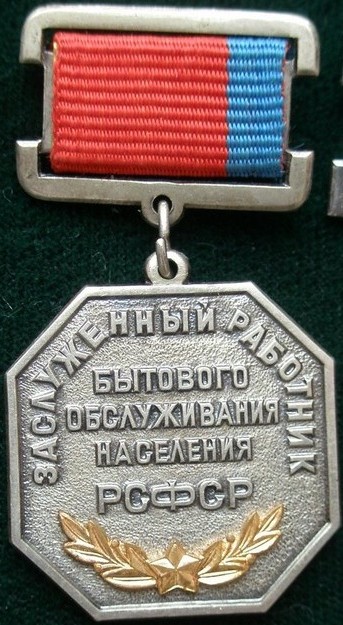 ЗАСЛУЖЕННЫЙ РАБОТНИК
БЫТОВОГО
ОБСЛУЖИВАНИЯ
НАСЕЛЕНИЯ
РСФСР